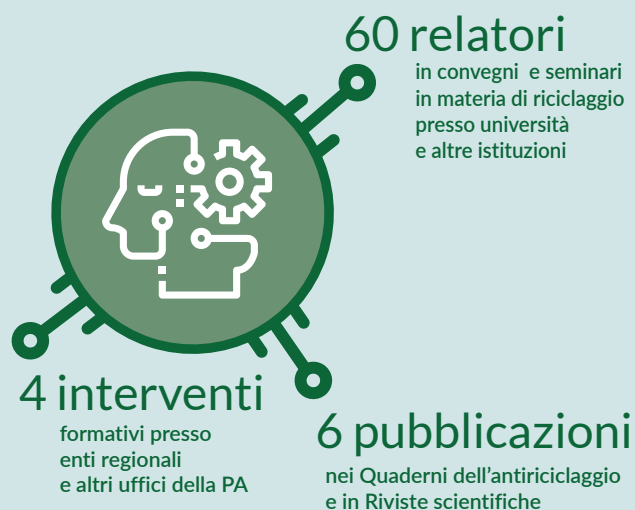 60 relatori
in convegni e seminari
in materia di riciclaggio
presso università
e altre istituzioni
4 interventi
formativi presso
enti regionali
e altri uffici della PA
6 pubblicazioni
nei Quaderni dell'antiriciclaggio
e in Riviste scientifiche